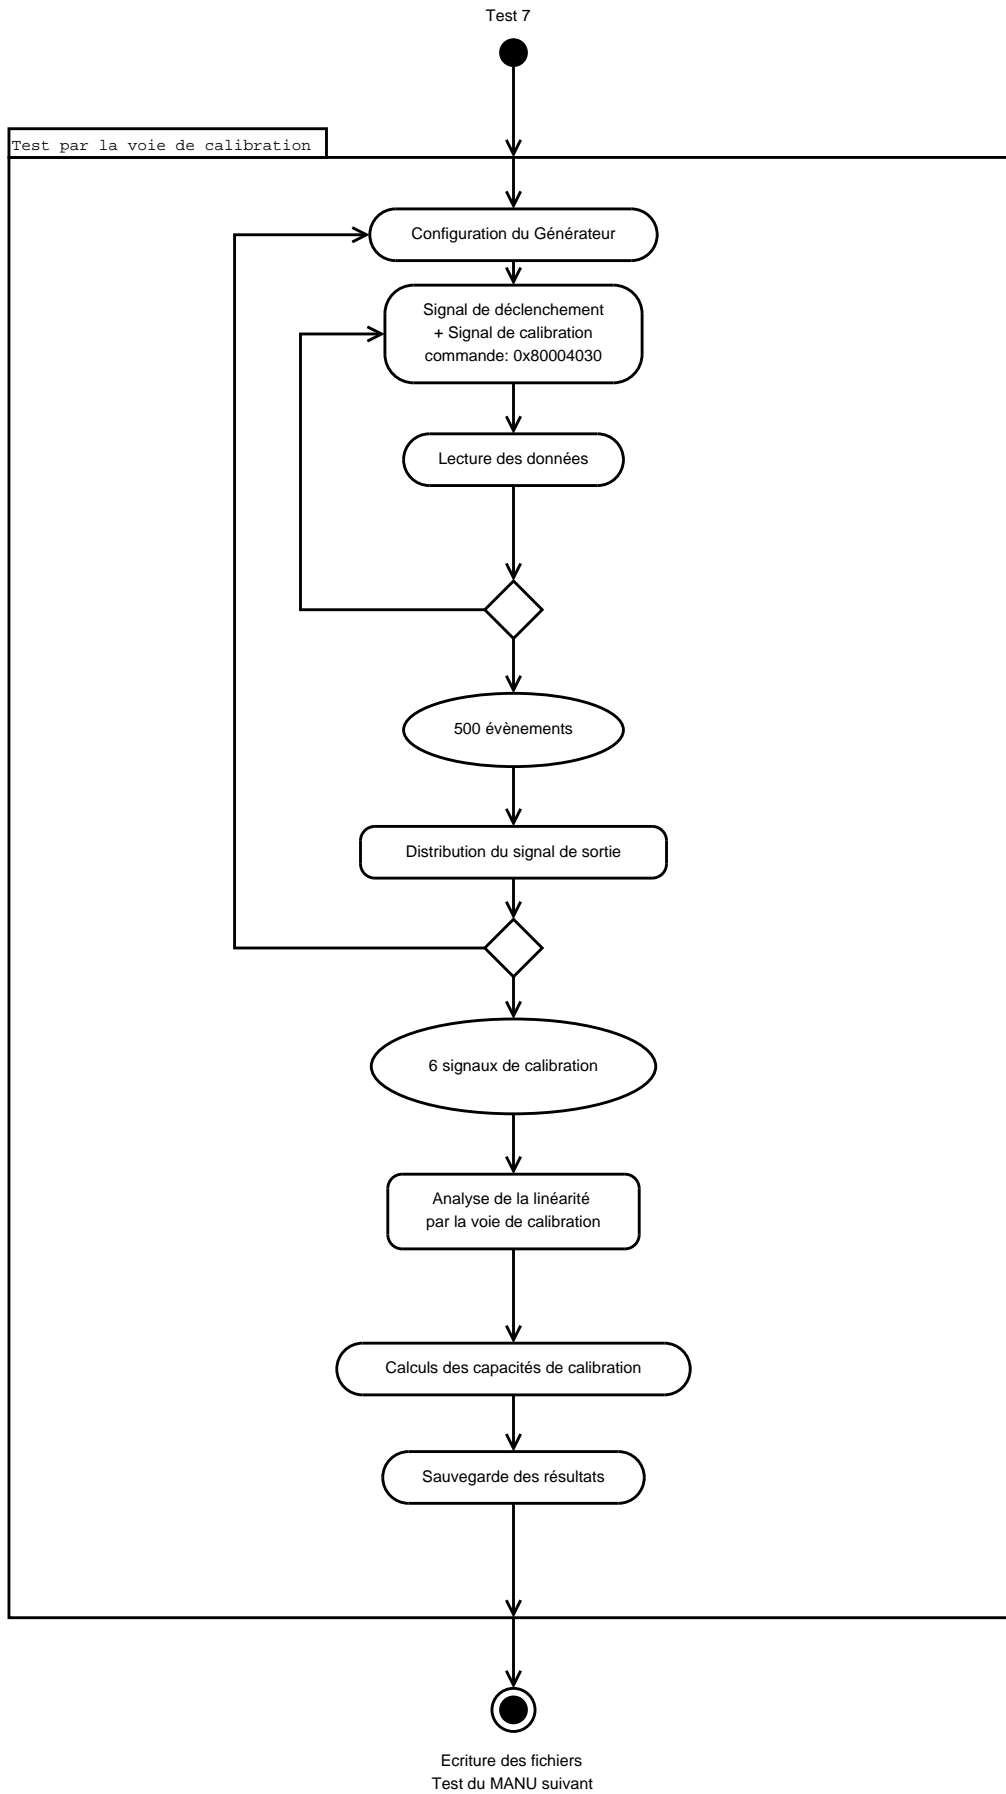 Test 7
Test par la voie de calibration
Configuration du Générateur
Signal de déclenchement
+ Signal de calibration
commande: 0x80004030
Lecture des données
500 évènements
Distribution du signal de sortie
6 signaux de calibration
Analyse de la linéarité
par la voie de calibration
Calculs des capacités de calibration
Sauvegarde des résultats
Ecriture des fichiers
Test du MANU suivant